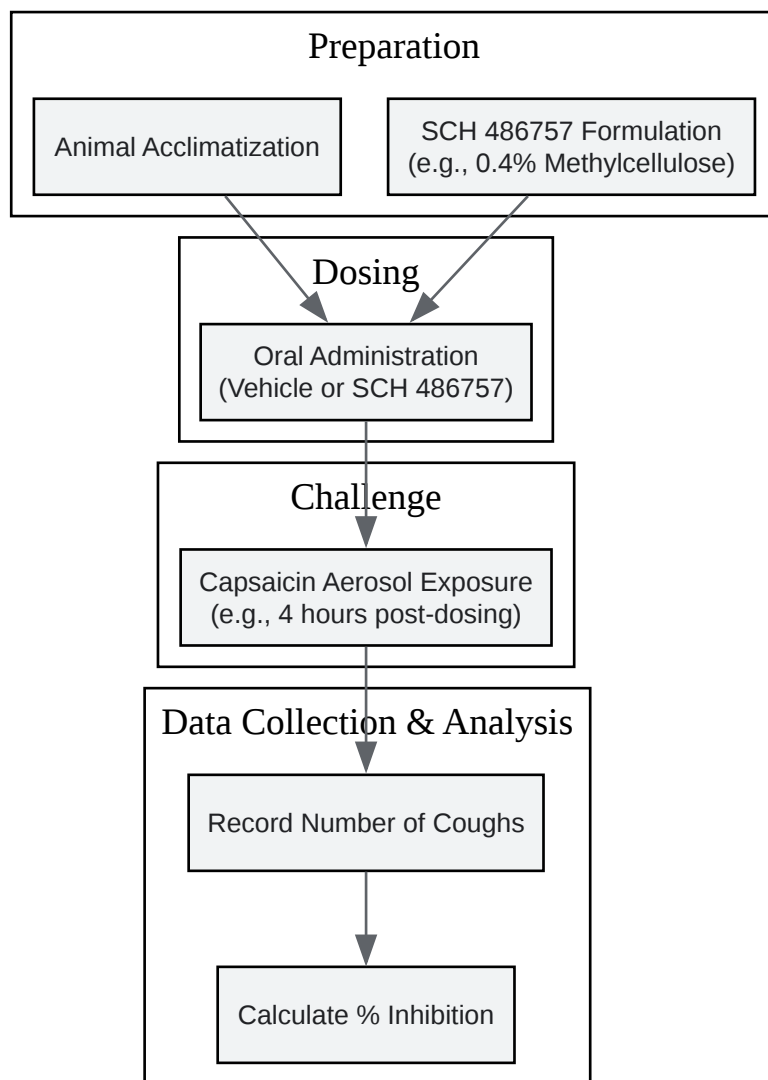 Preparation
Animal Acclimatization
SCH 486757 Formulation
(e.g., 0.4% Methylcellulose)
Dosing
Oral Administration
(Vehicle or SCH 486757)
Challenge
Capsaicin Aerosol Exposure
(e.g., 4 hours post-dosing)
Data Collection & Analysis
Record Number of Coughs
Calculate % Inhibition